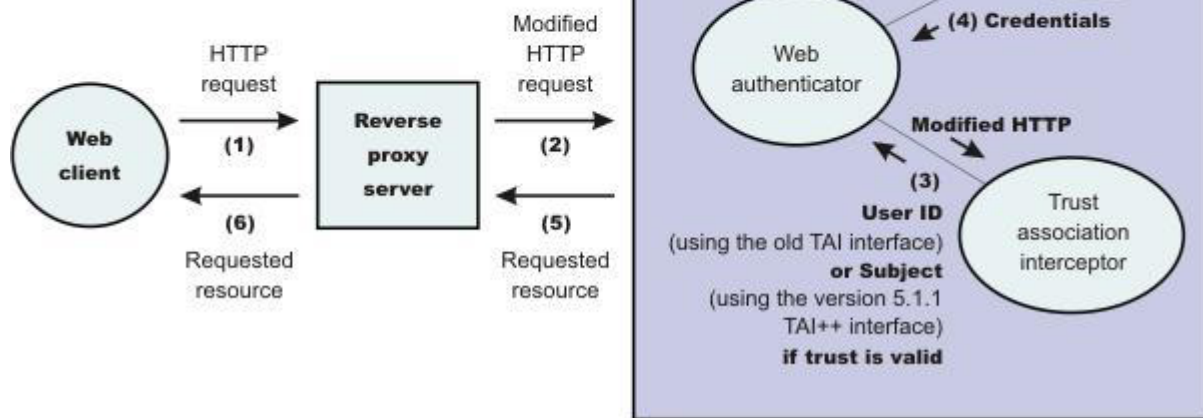 HTTP
request
(1)
(6)
Requested
resource
Web
client
Reverse
proxy
server
Modified
HTTP
request
(2)
(5)
Requested
resource
(4) Credentials
Web
authenticator
Modified HTTP
(3)
User ID
(using the old TAI interface)
or Subject
(using the version 5.1.1
TAI++ interface)
if trust is valid
Trust
association
interceptor